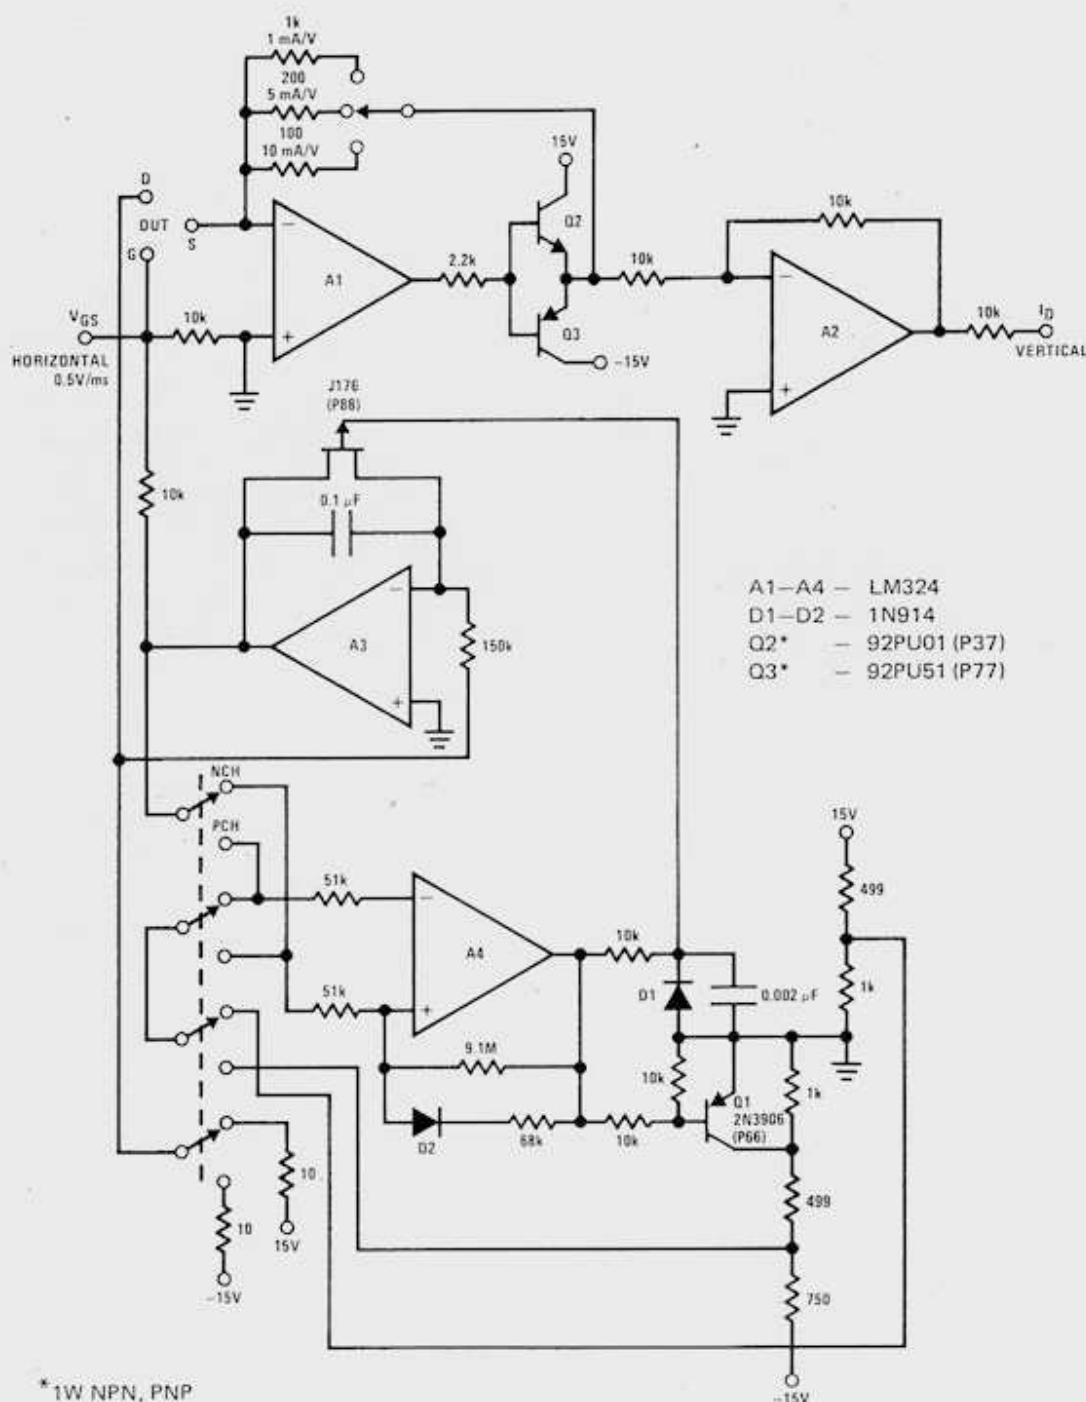 1k
1 mA/V
200
5 mA/V
100
10 mA/V
D
DUT
S
G
VGS
HORIZONTAL
0.5V/ms
10k
A1
2.2k
15V
Q2
Q3
-15V
10k
10k
A2
10k
ID
VERTICAL
J176
(P88)
10k
0.1 µF
A3
150k
A1-A4 – LM324
D1-D2 – 1N914
Q2* – 92PU01 (P37)
Q3* – 92PU51 (P77)
NCH
PCH
51k
A4
51k
10k
D1
0.002 µF
15V
499
1k
9.1M
10k
D2
68k
10k
Q1
2N3906
(P66)
1k
10
10
15V
-15V
499
750
-15V
*1W NPN, PNP